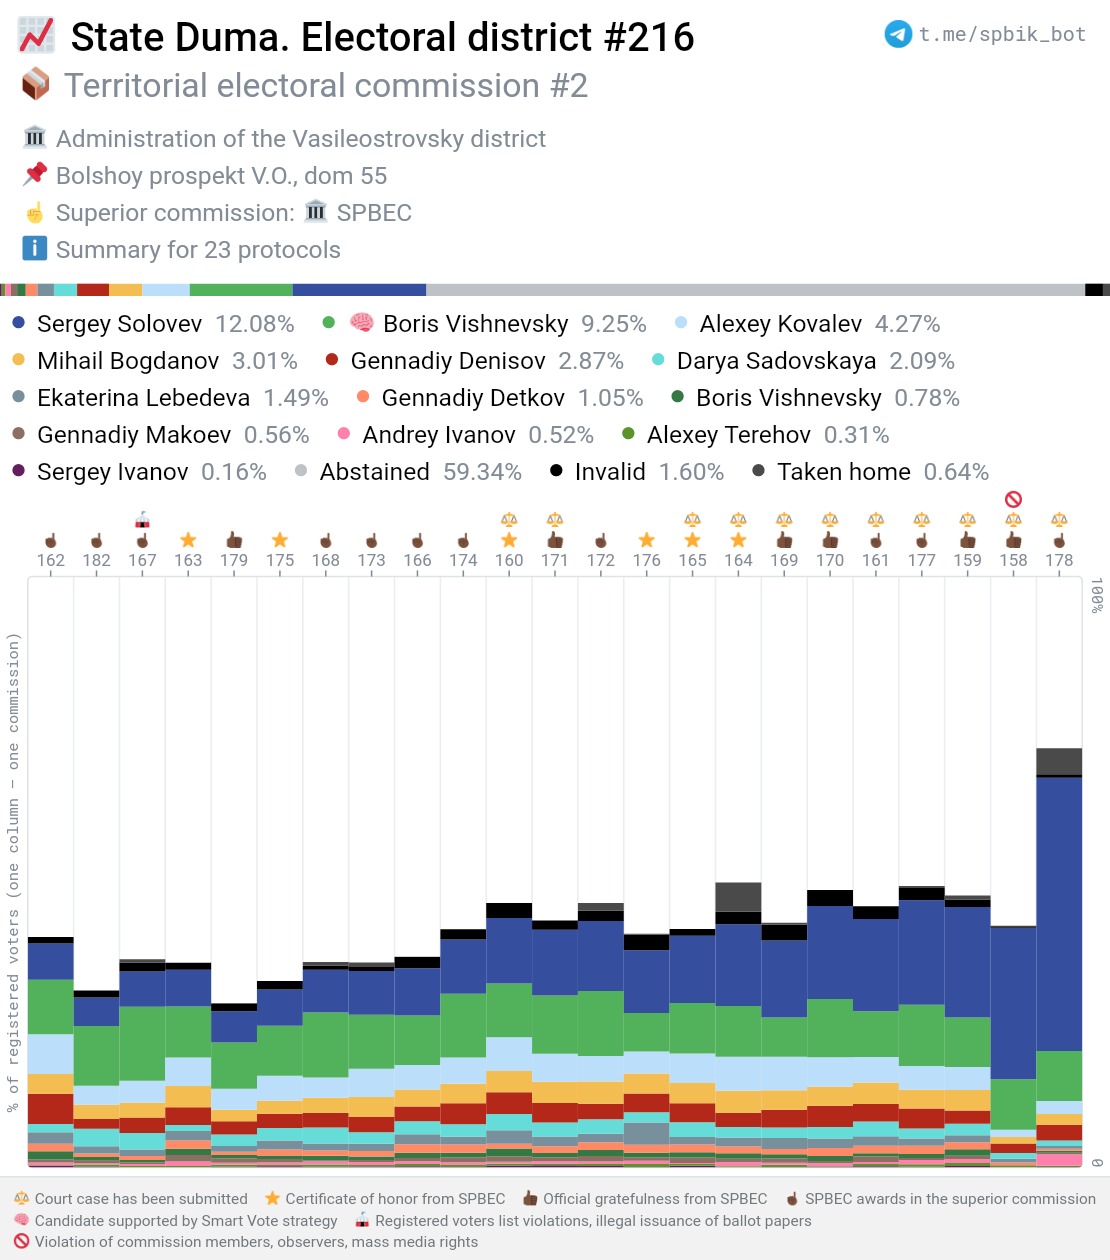 State Duma. Electoral district #216
t.me/spbik_bot
Territorial electoral commission #2
Administration of the Vasileostrovsky district
Bolshoy prospekt V.O., dom 55
Superior commission: SPBEC
Summary for 23 protocols
Sergey Solovev 12.08% Boris Vishnevsky 9.25% Alexey Kovalev 4.27%
Mihail Bogdanov 3.01% Gennadiy Denisov 2.87% Darya Sadovskaya 2.09%
Ekaterina Lebedeva 1.49% Gennadiy Detkov 1.05% Boris Vishnevsky 0.78%
Gennadiy Makoev 0.56% Andrey Ivanov 0.52% Alexey Terehov 0.31%
Sergey Ivanov 0.16% Abstained 59.34% Invalid 1.60% Taken home 0.64%
162 182 167 163 179 175 168 173 166 174 160 171 172 176 165 164 169 170 161 177 159 158 178
100%
% of registered voters (one column – one commission)
0
Court case has been submitted Certificate of honor from SPBEC Official gratefulness from SPBEC SPBEC awards in the superior commission
Candidate supported by Smart Vote strategy Registered voters list violations, illegal issuance of ballot papers
Violation of commission members, observers, mass media rights